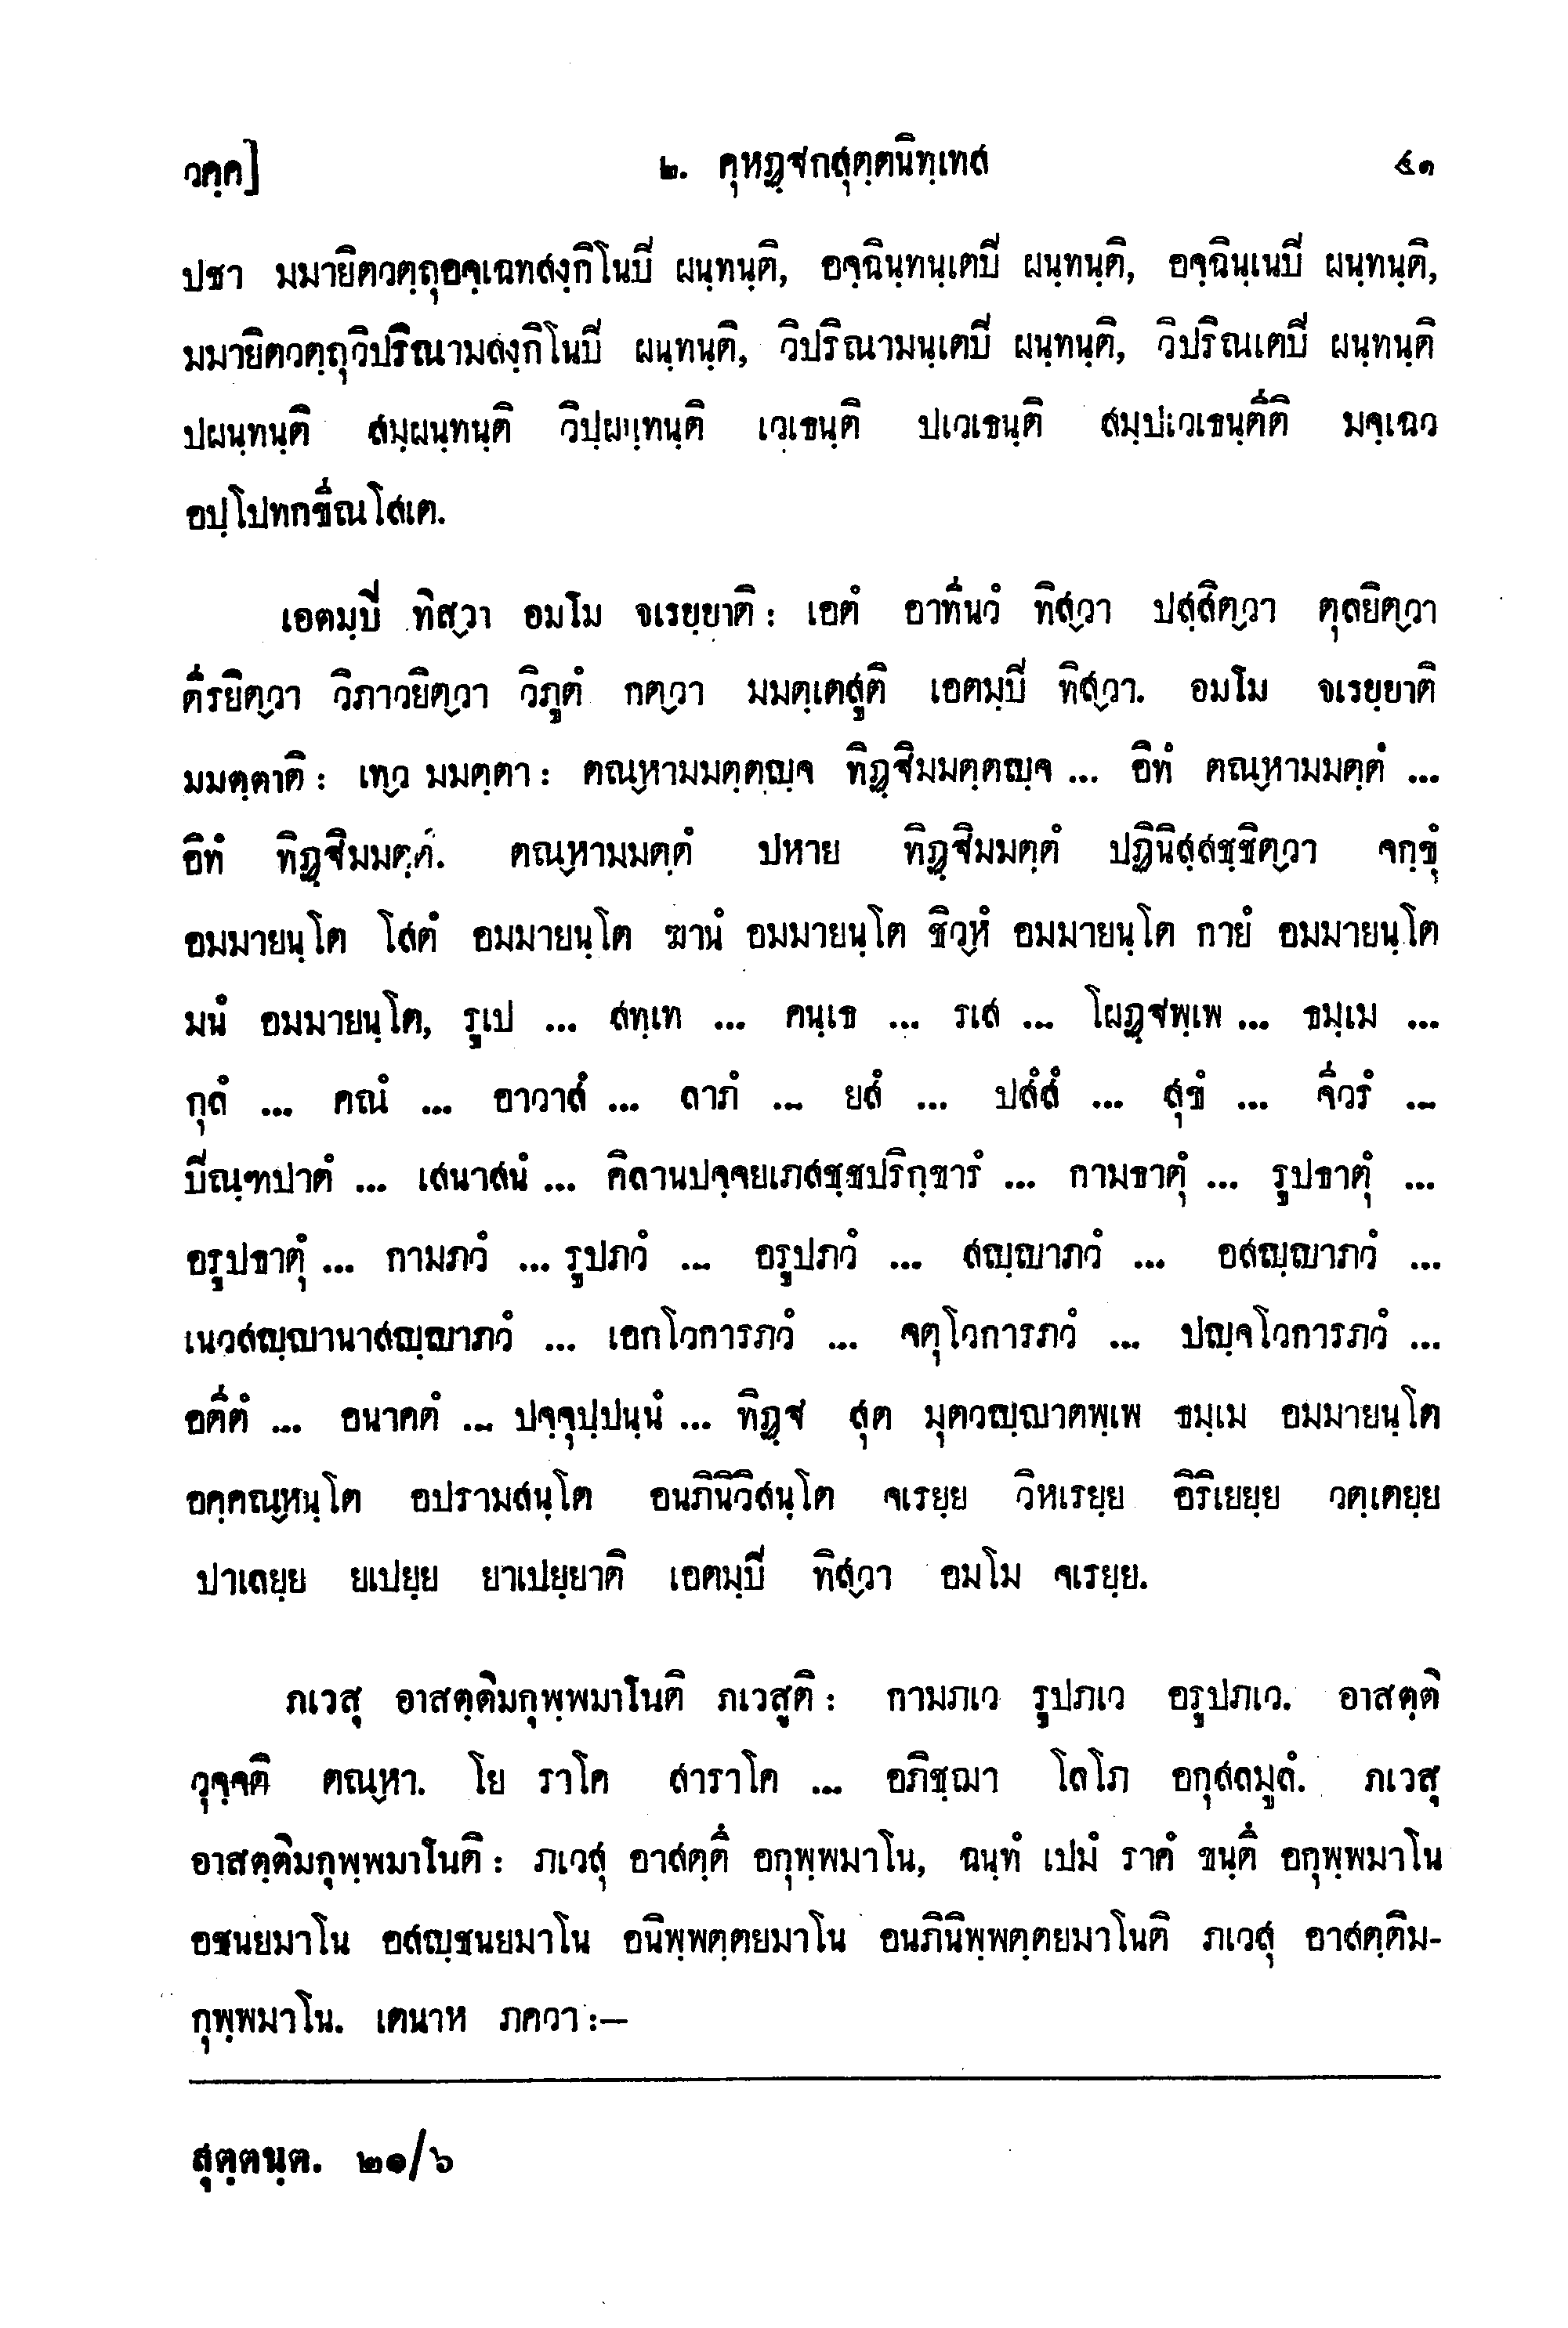 วคฺค]	๒. คุหฏฺฐกสุตฺตนิทฺเทส	๔๑
ปชา มมายิตวตฺถุอจฺเฉทสงฺกิโนปี ผนฺทนฺติ, อจฺฉินฺทนฺเตปี ผนฺทนฺติ, อจฺฉินฺเนปี ผนฺทนฺติ,
มมายิตวตฺถุวิปริณามสงฺกิโนปี ผนฺทนฺติ, วิปริณามนฺเตปี ผนฺทนฺติ, วิปริณเตปี ผนฺทนฺติ
ปผนฺทนฺติ สมฺผนฺทนฺติ วิปฺผนฺทนฺติ เวเธนฺติ ปเวเธนฺติ สมฺปเวเธนฺตีติ มจฺเฉว
อปฺโปทกขีณโสเต.
เอตมฺปี ทิสฺวา อมโม จเรยฺยาติ: เอตํ อาทีนวํ ทิสฺวา ปสฺสิตฺวา ตุลยิตฺวา
ตีรยิตฺวา วิภาวยิตฺวา วิภูตํ กตฺวา มมตฺเตสูติ เอตมฺปี ทิสฺวา. อมโม จเรยฺยาติ
มมตฺตาติ: เทฺว มมตฺตา: ตณฺหามมตฺตญฺจ ทิฏฺฐิมมตฺตญฺจ ... อิทํ ตณฺหามมตฺตํ ...
อิทํ ทิฏฺฐิมมตฺตํ. ตณฺหามมตฺตํ ปหาย ทิฏฺฐิมมตฺตํ ปฏินิสฺสชฺชิตฺวา จกฺขุํ
อมมายนฺโต โสตํ อมมายนฺโต ฆานํ อมมายนฺโต ชิวฺหํ อมมายนฺโต กายํ อมมายนฺโต
มนํ อมมายนฺโต, รูเป ... สทฺเท ... คนฺเธ ... รเส ... โผฏฺฐพฺเพ ... ธมฺเม ...
กุลํ ... คณํ ... อาวาสํ ... ลาภํ ... ยสํ ... ปสํสํ ... สุขํ ... จีวรํ ...
ปิณฺฑปาตํ ... เสนาสนํ ... คิลานปจฺจยเภสชฺชปริกฺขารํ ... กามธาตุํ ... รูปธาตุํ ...
อรูปธาตุํ ... กามภวํ ... รูปภวํ ... อรูปภวํ ... สญฺญาภวํ ... อสญฺญาภวํ ...
เนวสญฺญานาสญฺญาภวํ ... เอกโวการภวํ ... จตุโวการภวํ ... ปญฺจโวการภวํ ...
อตีตํ ... อนาคตํ ... ปจฺจุปฺปนฺนํ ... ทิฏฺฐ สุต มุตวญฺญาตพฺเพ ธมฺเม อมมายนฺโต
อคฺคณฺหนฺโต อปรามสนฺโต อนภินิวิสนฺโต จเรยฺย วิหเรยฺย อิริเยยฺย วตฺเตยฺย
ปาเลยฺย ยเปยฺย ยาเปยฺยาติ เอตมฺปี ทิสฺวา อมโม จเรยฺย.
ภเวสุ อาสตฺติมกุพฺพมาโนติ ภเวสูติ: กามภเว รูปภเว อรูปภเว. อาสตฺติ
วุจฺจติ ตณฺหา. โย ราโค สาราโค ... อภิชฺฌา โลโภ อกุสลมูลํ. ภเวสุ
อาสตฺติมกุพฺพมาโนติ: ภเวสุ อาสตฺตึ อกุพฺพมาโน, ฉนฺทํ เปมํ ราคํ ขนฺตึ อกุพฺพมาโน
อชนยมาโน อสญฺชนยมาโน อนิพฺพตฺตยมาโน อนภินิพฺพตฺตยมาโนติ ภเวสุ อาสตฺติม-
กุพฺพมาโน. เตนาห ภควา:—
สุตฺตนฺต. ๒๑/๖